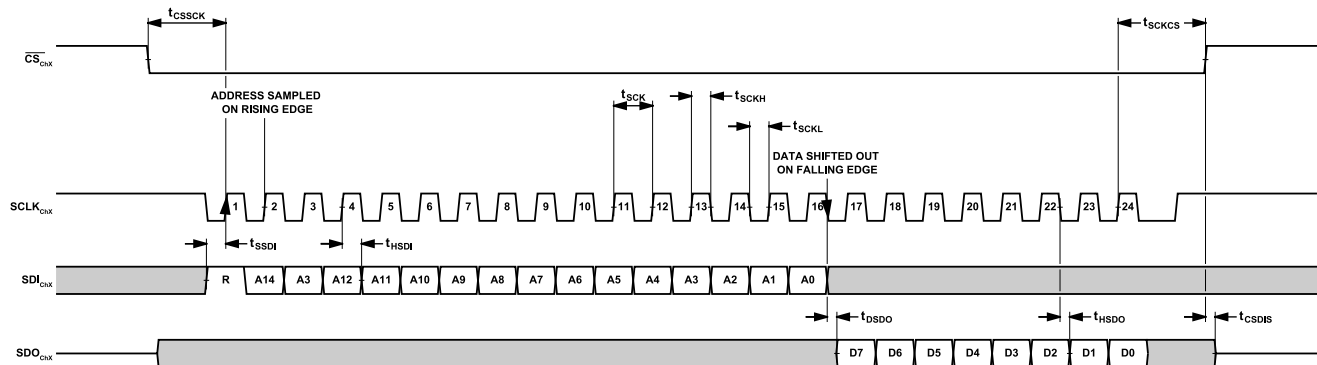 tCSSCK
tSCKCS
CSChX
ADDRESS SAMPLED
ON RISING EDGE
tSCK
tSCKH
tSCKL
DATA SHIFTED OUT
ON FALLING EDGE
SCLKChX
1 2 3 4 5 6 7 8 9 10 11 12 13 14 15 16 17 18 19 20 21 22 23 24
tSSDI
tHSDI
SDIChX
R A14 A3 A12 A11 A10 A9 A8 A7 A6 A5 A4 A3 A2 A1 A0
tDSDO
tHSDO
tCSDIS
SDOChX
D7 D6 D5 D4 D3 D2 D1 D0